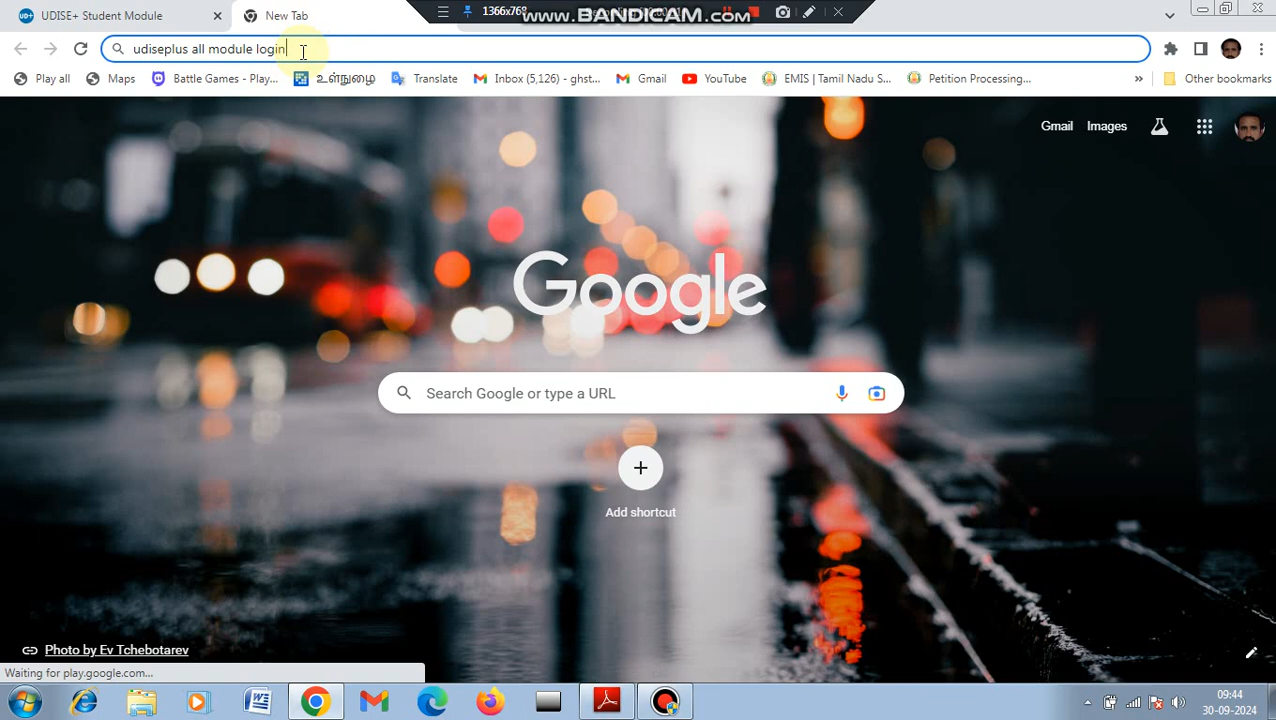 UDISE+ Student Module
New Tab
1366x768
www.BANDICAM.com
udiseplus all module login
Play all
Maps
Battle Games - Play...
Translate
Inbox (5,126) - ghst...
Gmail
YouTube
EMIS | Tamil Nadu S...
Petition Processing...
»
Other bookmarks
Gmail
Images
Google
Search Google or type a URL
Add shortcut
Photo by Ev Tchebotarev
Waiting for play.google.com...
09:44
30-09-2024